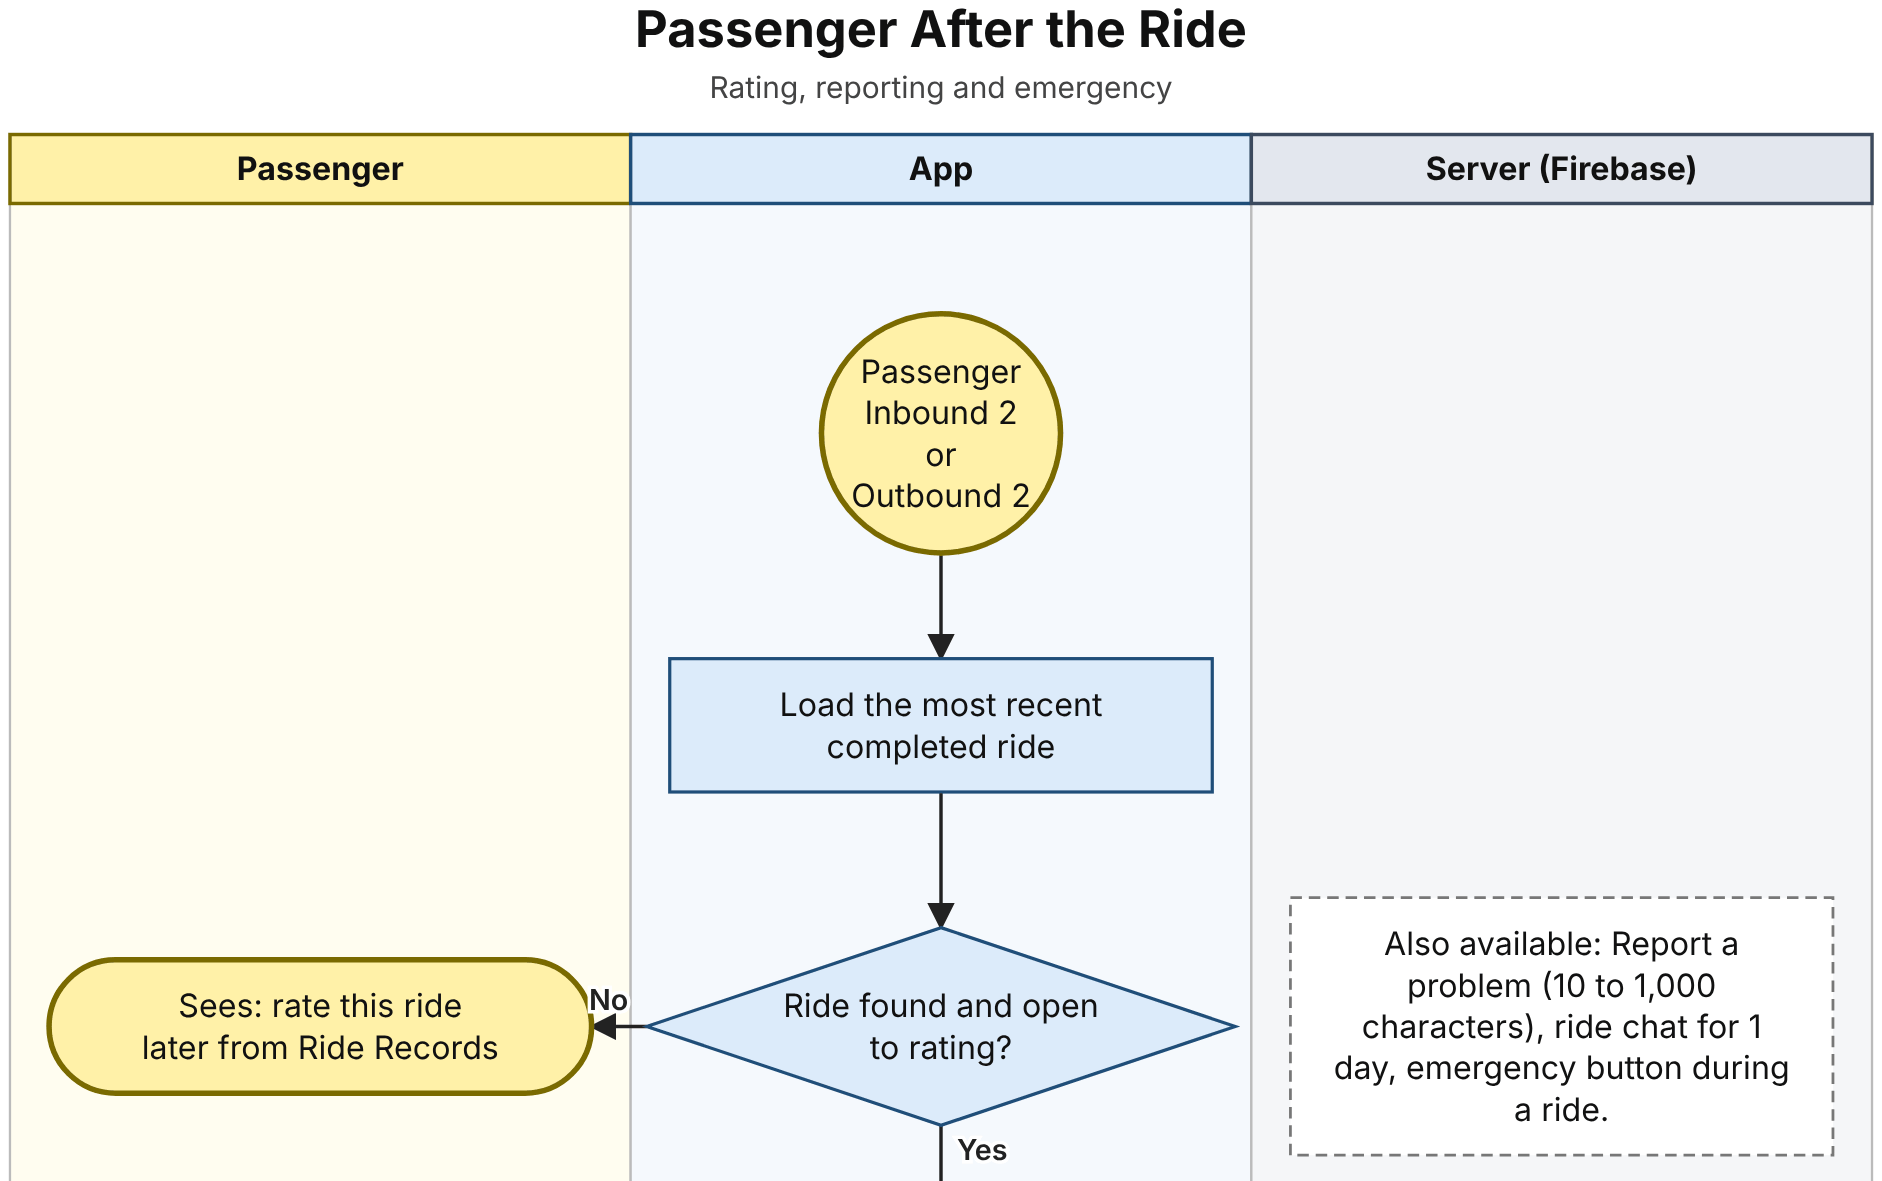 Passenger After the Ride
Rating, reporting and emergency
Passenger
App
Server (Firebase)
Passenger
Inbound 2
or
Outbound 2
Load the most recent
completed ride
Ride found and open
to rating?
No
Sees: rate this ride
later from Ride Records
Also available: Report a
problem (10 to 1,000
characters), ride chat for 1
day, emergency button during
a ride.
Yes